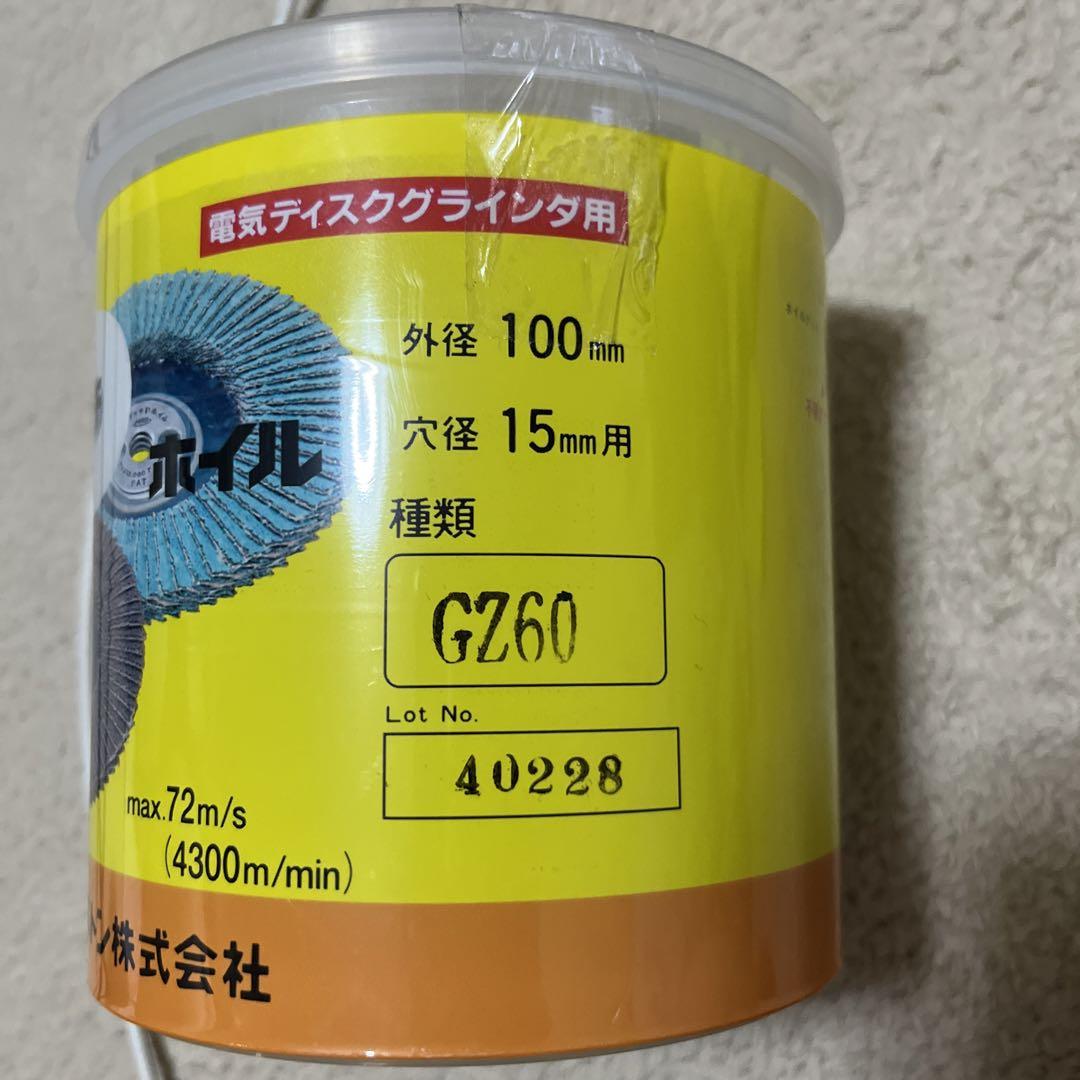 電気ディスクグラインダ用
外径 100mm
穴径 15mm用
ホイル
種類
GZ60
Lot No.
40228
max.72m/s
(4300m/min)
トン株式会社